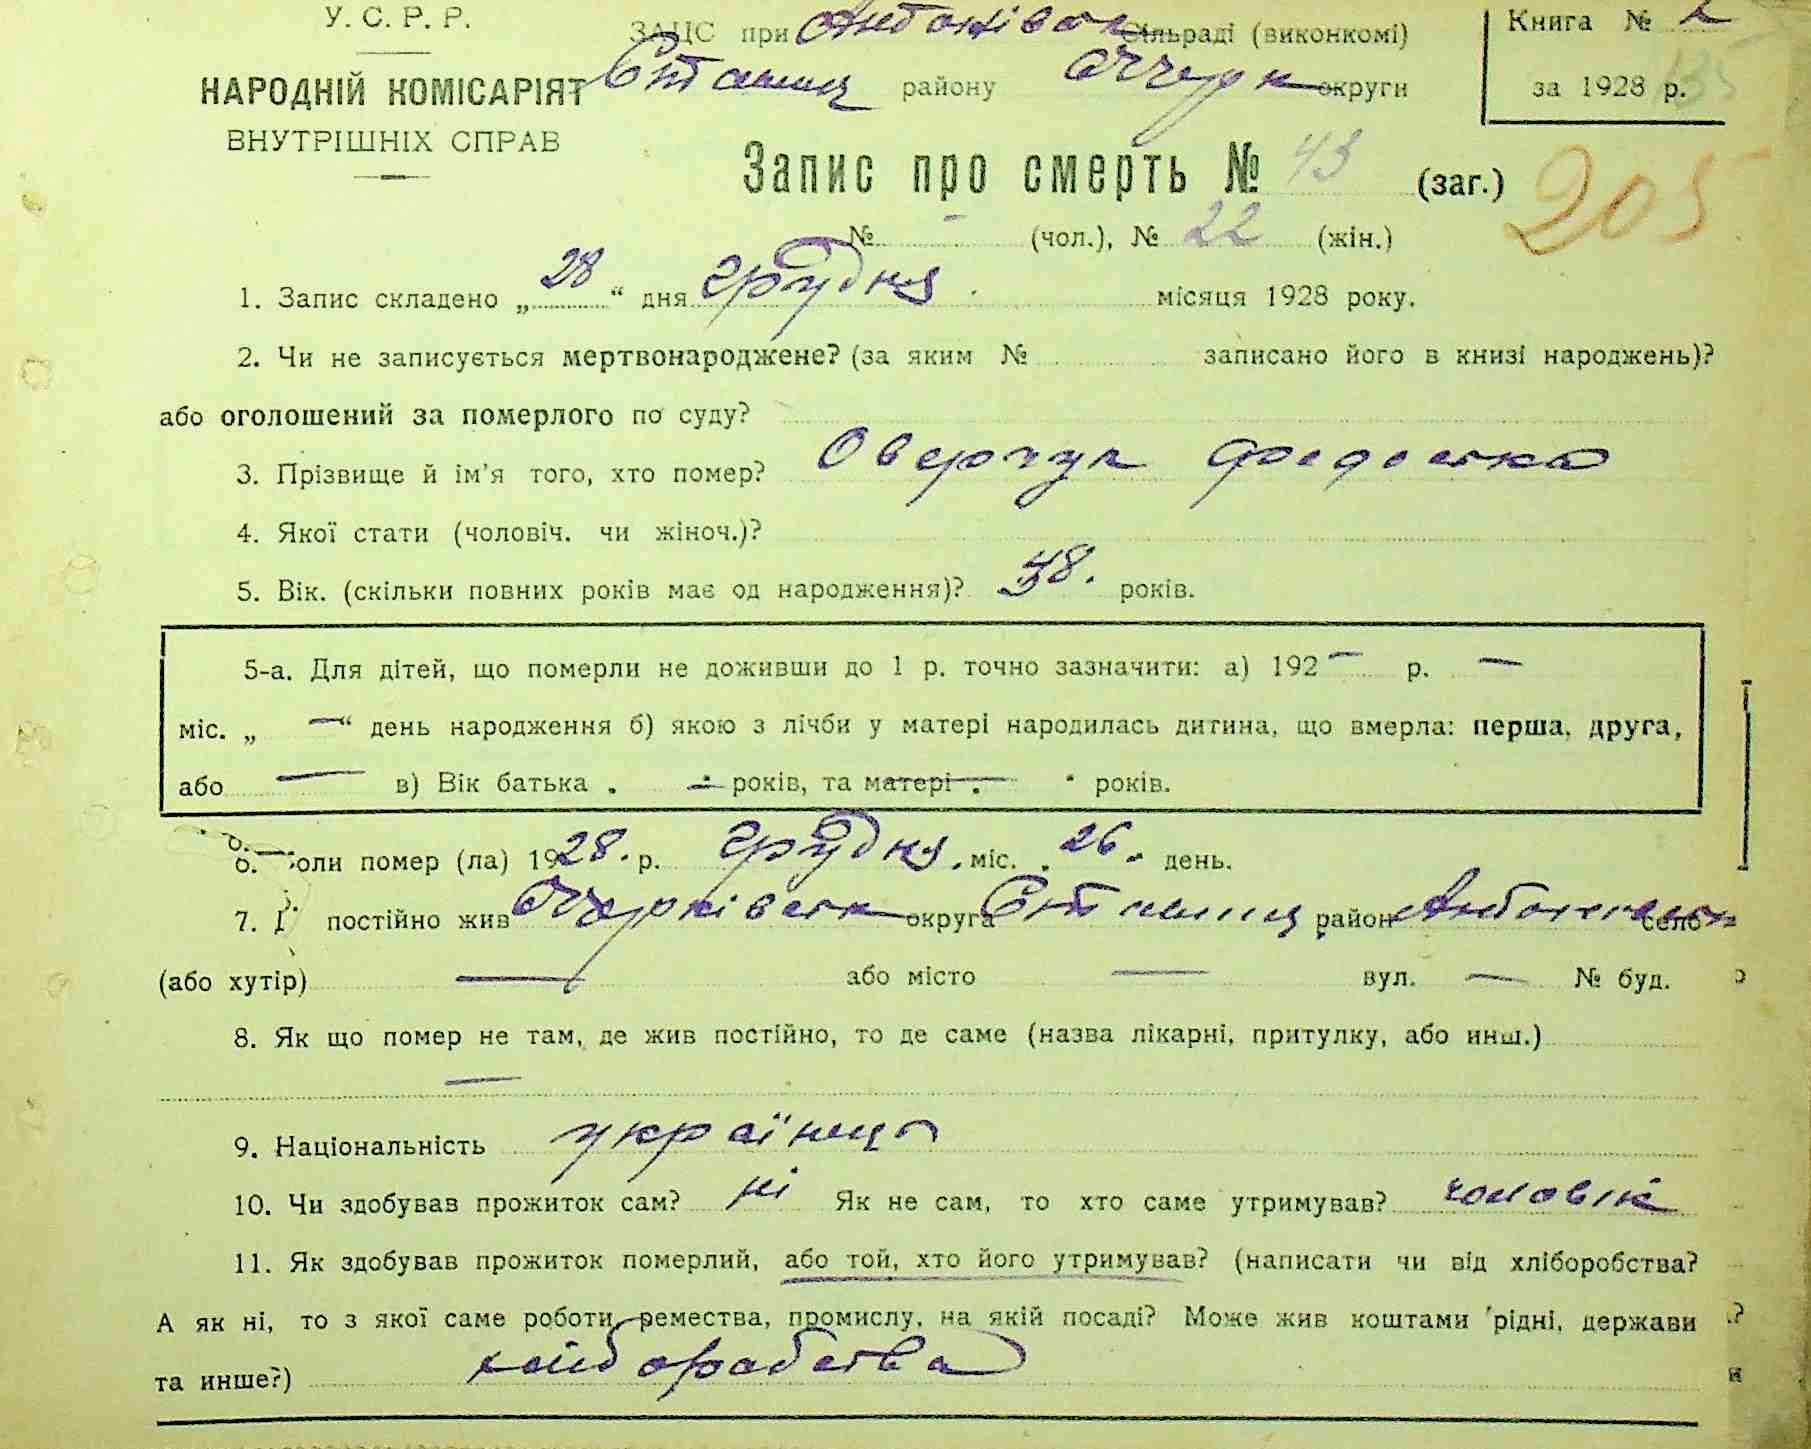 У. С. Р. Р.
НАРОДНІЙ КОМІСАРІЯТ
ВНУТРІШНІХ СПРАВ
ЗАЦС при Антонівск Сільраді (виконкомі)
району округи
Книга №
за 1928 р.
Запис про смерть № 43 (заг.)
205
№ - (чол.), № 22 (жін.)
1. Запис складено „28“ дня грудня місяця 1928 року.
2. Чи не записується мертвонароджене? (за яким № записано його в книзі народжень)?
або оголошений за померлого по суду?
3. Прізвище й ім'я того, хто помер? Оверчук
4. Якої стати (чоловіч. чи жіноч.)?
5. Вік. (скільки повних років має од народження)? років.
5-а. Для дітей, що померли не доживши до 1 р. точно зазначити: а) 192 — р. —
міс. „ — “ день народження б) якою з лічби у матері народилась дитина, що вмерла: перша, друга,
або — в) Вік батька . — років, та матері . — років.
6. оли помер (ла) 1928. р. грудня. міс. 26. день.
7. постійно жив округа район село
(або хутір) — або місто — вул. — № буд.
8. Як що помер не там, де жив постійно, то де саме (назва лікарні, притулку, або инш.)
—
9. Національність українка
10. Чи здобував прожиток сам? ні Як не сам, то хто саме утримував? чоловік
11. Як здобував прожиток померлий, або той, хто його утримував? (написати чи від хліборобства?
А як ні, то з якої саме роботи, ремества, промислу, на якій посаді? Може жив коштами рідні, держави
та инше?) хліборобства